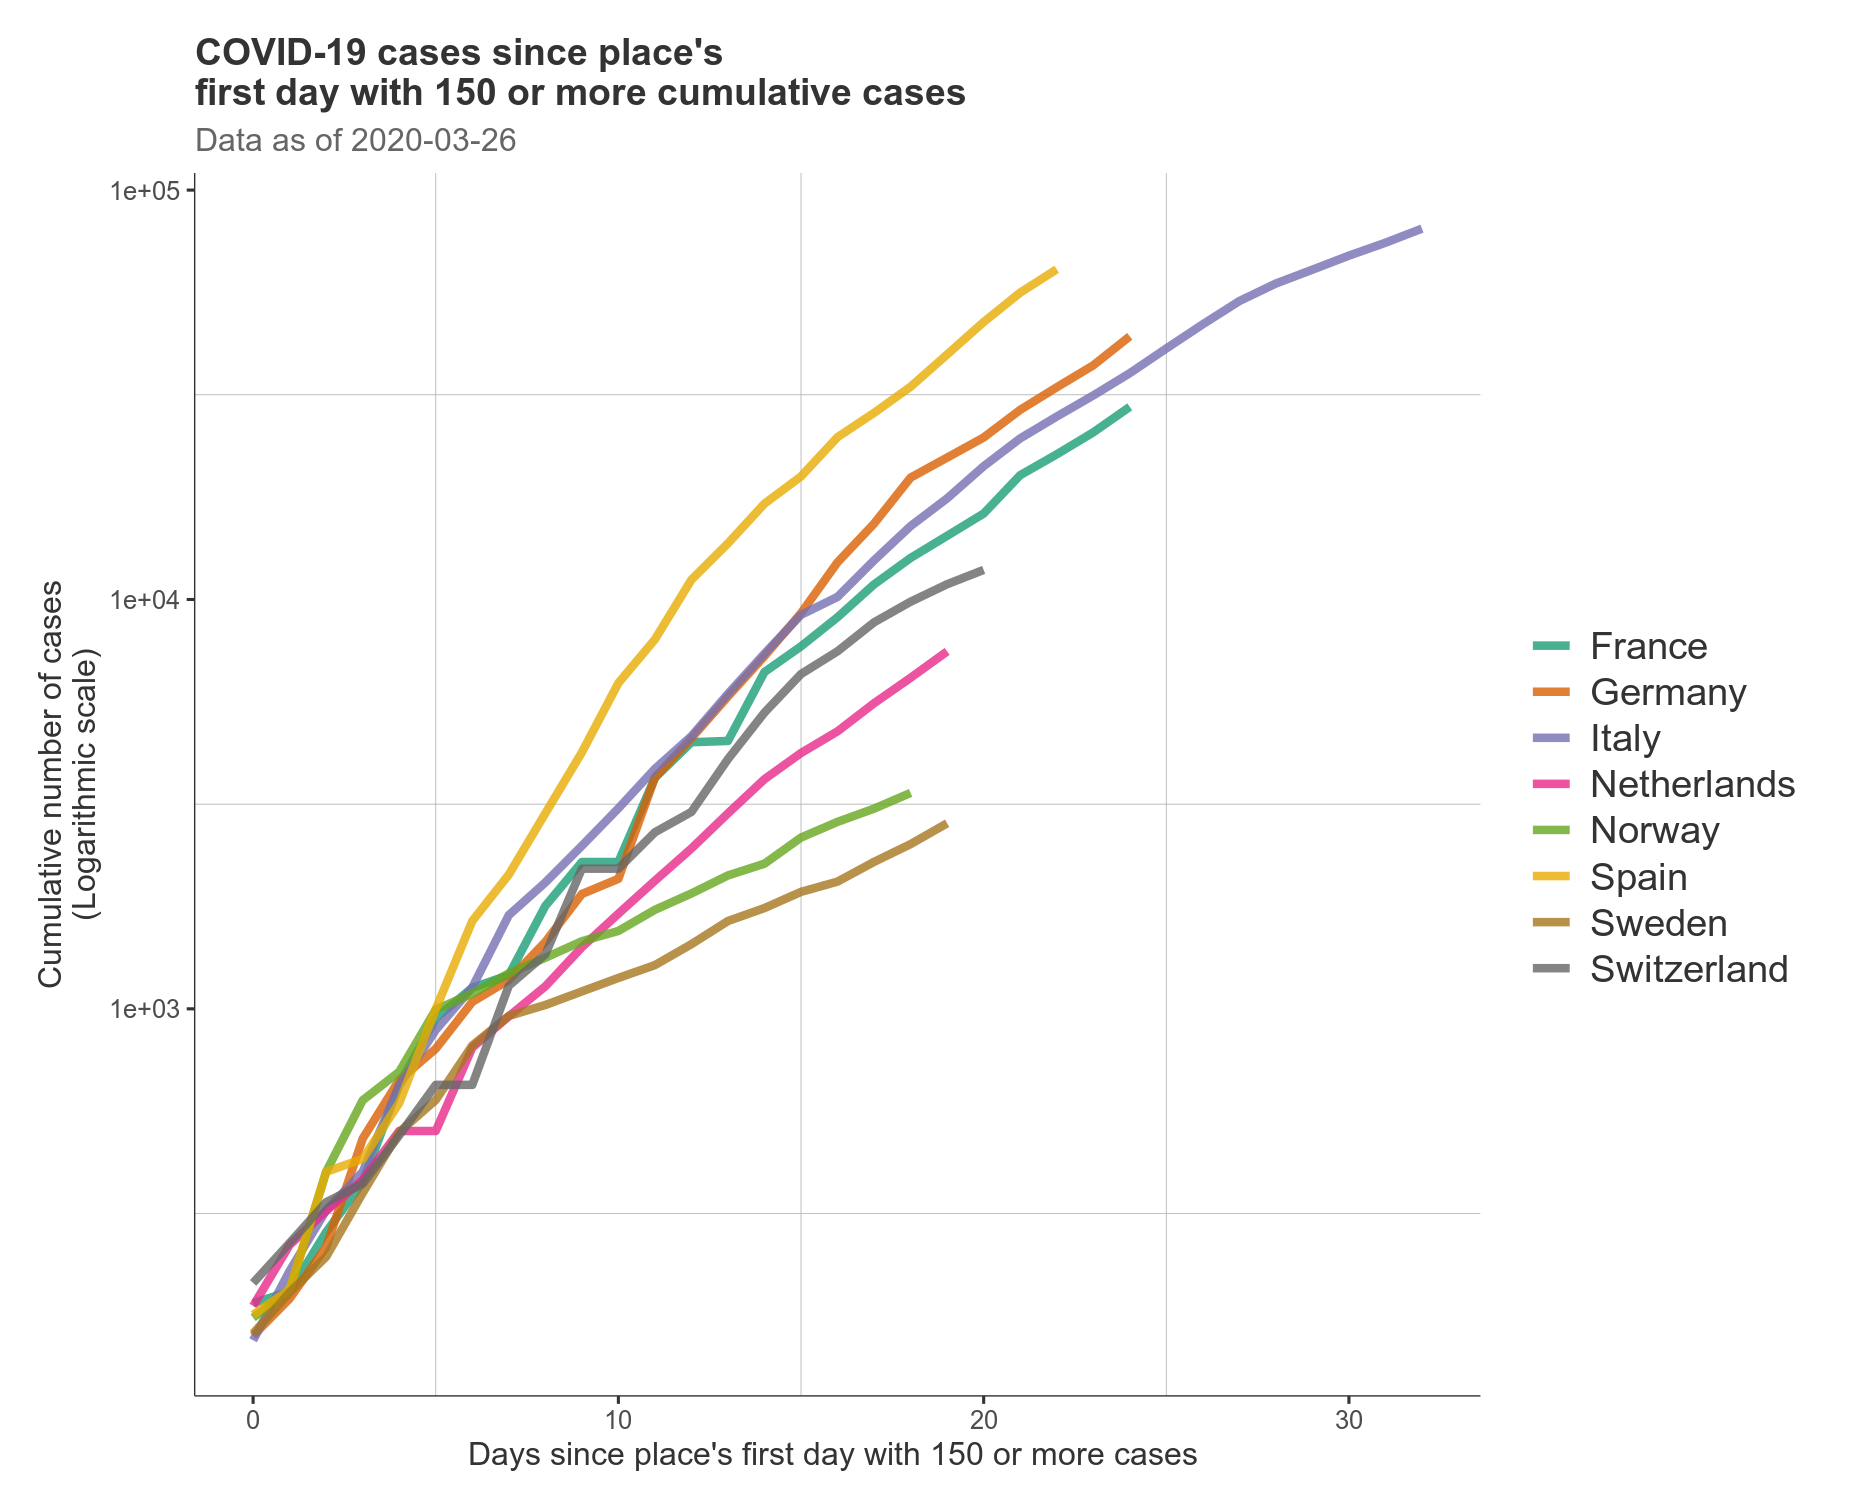 COVID-19 cases since place's
first day with 150 or more cumulative cases
Data as of 2020-03-26
Cumulative number of cases
(Logarithmic scale)
1e+05
1e+04
1e+03
0
10
20
30
Days since place's first day with 150 or more cases
France
Germany
Italy
Netherlands
Norway
Spain
Sweden
Switzerland